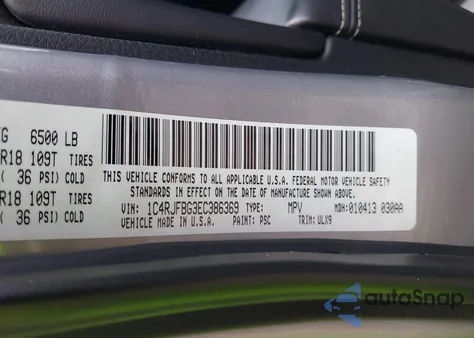 G 6500 LB
R18 109T TIRES
( 36 PSI) COLD
R18 109T TIRES
( 36 PSI) COLD
THIS VEHICLE CONFORMS TO ALL APPLICABLE U.S.A. FEDERAL MOTOR VEHICLE SAFETY
STANDARDS IN EFFECT ON THE DATE OF MANUFACTURE SHOWN ABOVE.
VIN: 1C4RJFBG3EC386369 TYPE: MPV MDH: 010413 030AA
VEHICLE MADE IN U.S.A. PAINT: PSC TRIM: ULX9
autoSnap